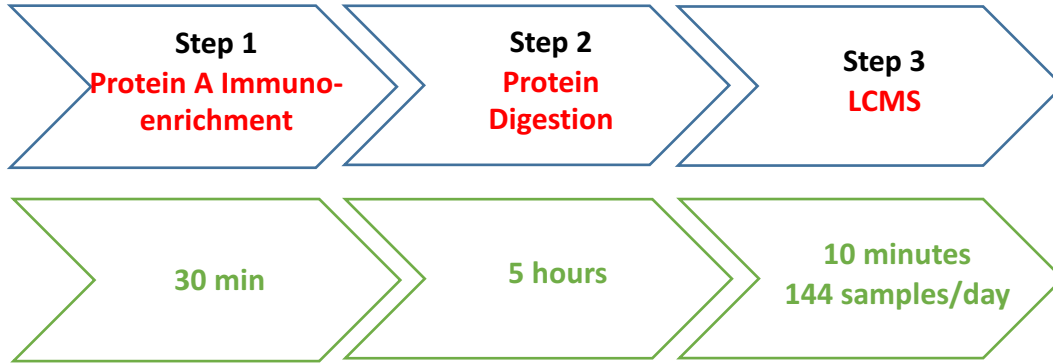 Step 1
Protein A Immuno-
enrichment
Step 2
Protein
Digestion
Step 3
LCMS
30 min
5 hours
10 minutes
144 samples/day